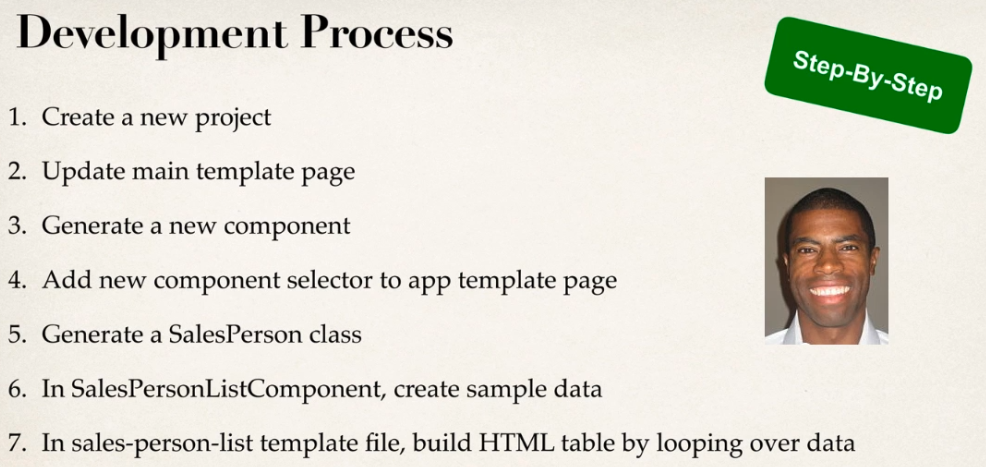 Development Process
Step-By-Step
1. Create a new project
2. Update main template page
3. Generate a new component
4. Add new component selector to app template page
5. Generate a SalesPerson class
6. In SalesPersonListComponent, create sample data
7. In sales-person-list template file, build HTML table by looping over data